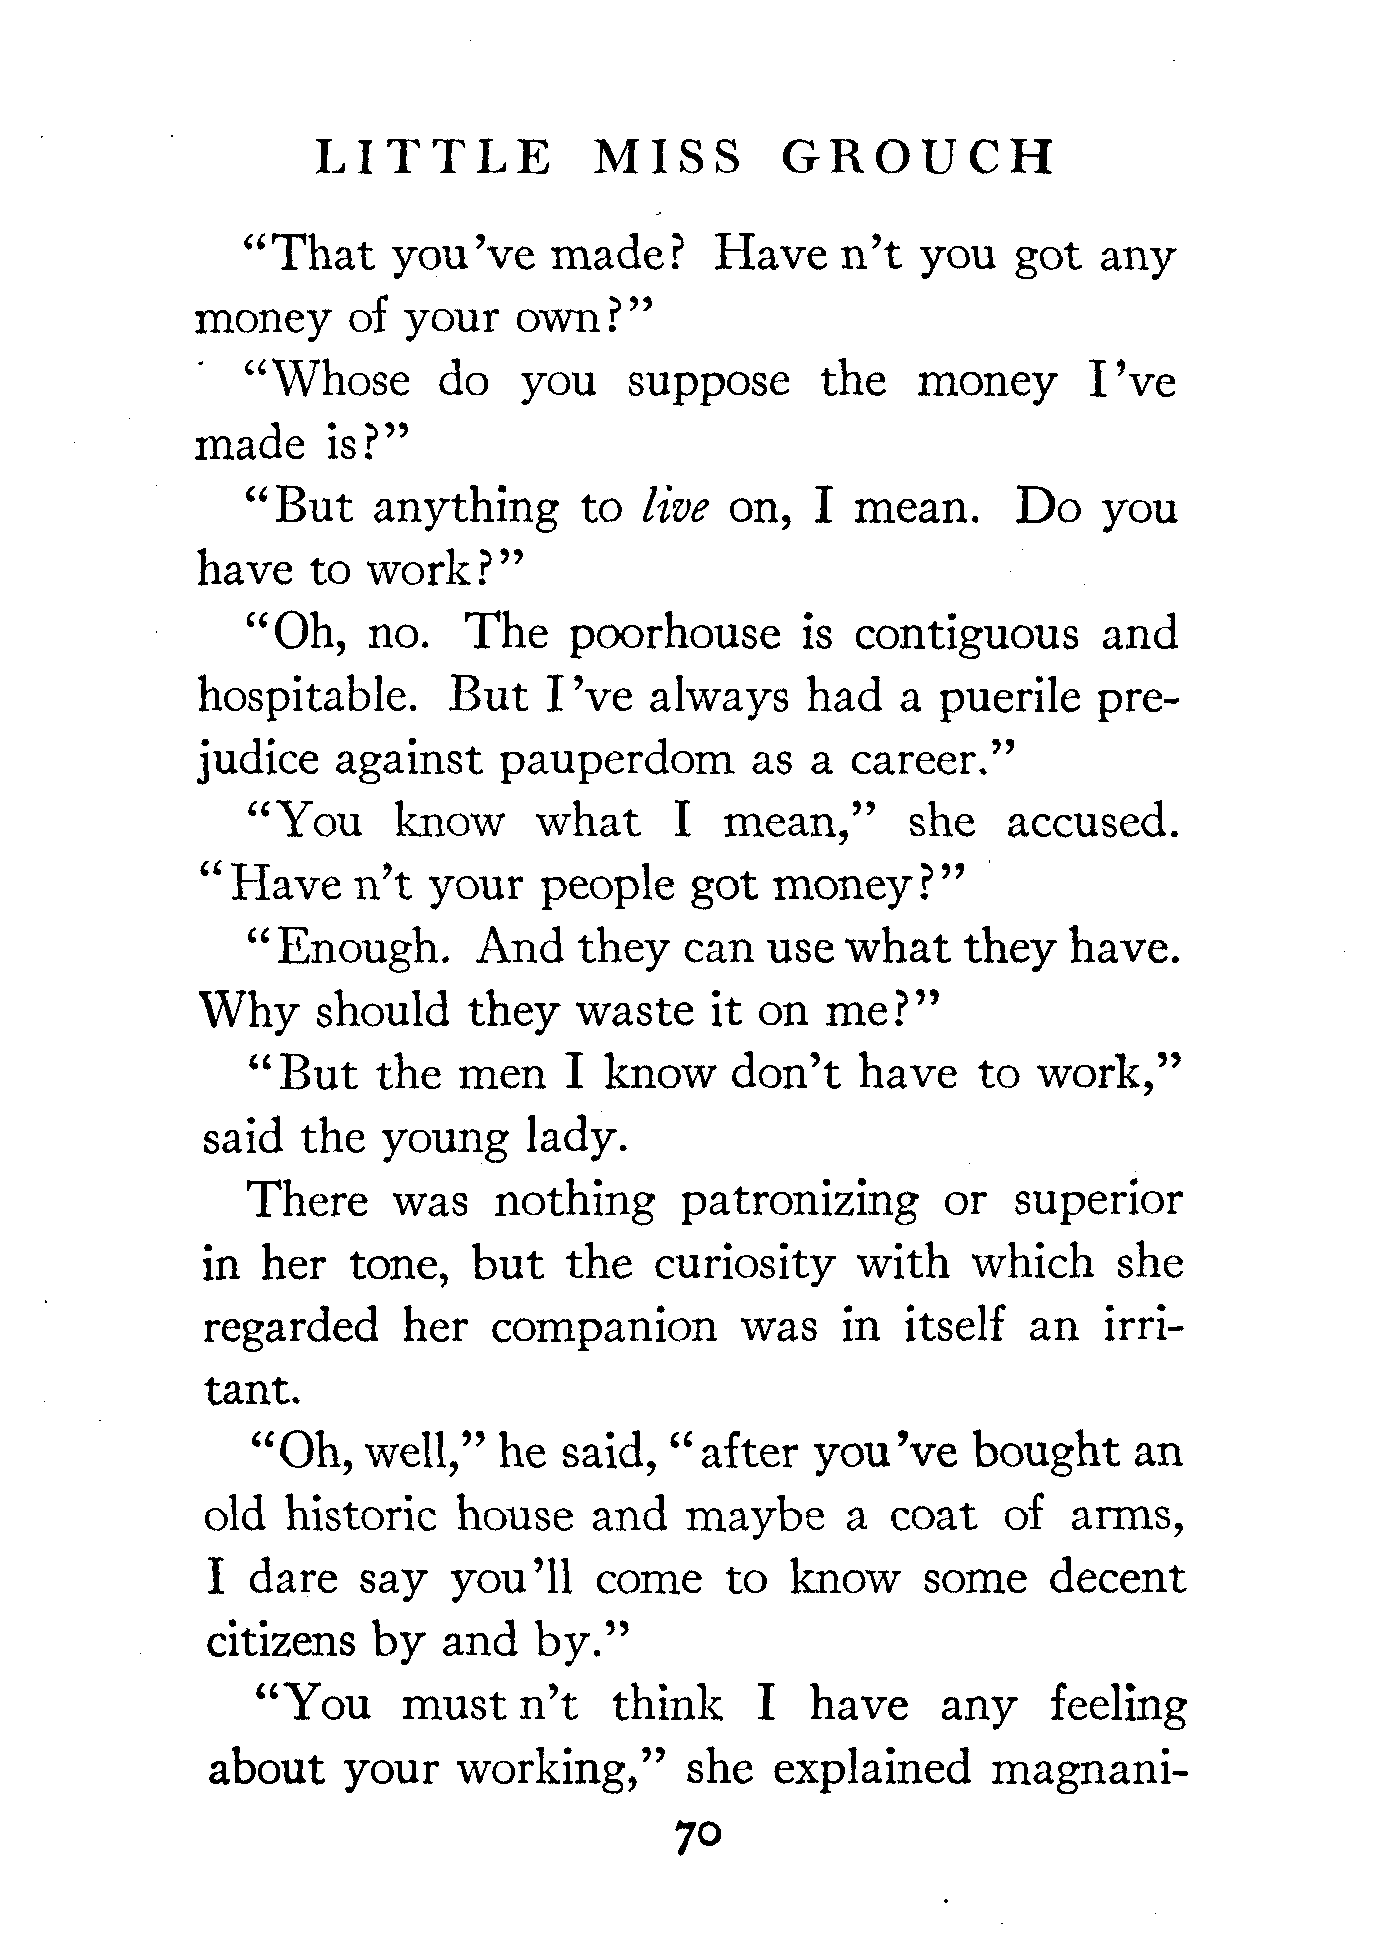 LITTLE MISS GROUCH
“That you’ve made? Have n’t you got any
money of your own?”
“Whose do you suppose the money I’ve
made is?”
“But anything to live on, I mean. Do you
have to work?”
“Oh, no. The poorhouse is contiguous and
hospitable. But I’ve always had a puerile pre-
judice against pauperdom as a career.”
“You know what I mean,” she accused.
“Have n’t your people got money?”
“Enough. And they can use what they have.
Why should they waste it on me?”
“But the men I know don’t have to work,”
said the young lady.
There was nothing patronizing or superior
in her tone, but the curiosity with which she
regarded her companion was in itself an irri-
tant.
“Oh, well,” he said, “after you’ve bought an
old historic house and maybe a coat of arms,
I dare say you’ll come to know some decent
citizens by and by.”
“You must n’t think I have any feeling
about your working,” she explained magnani-
70